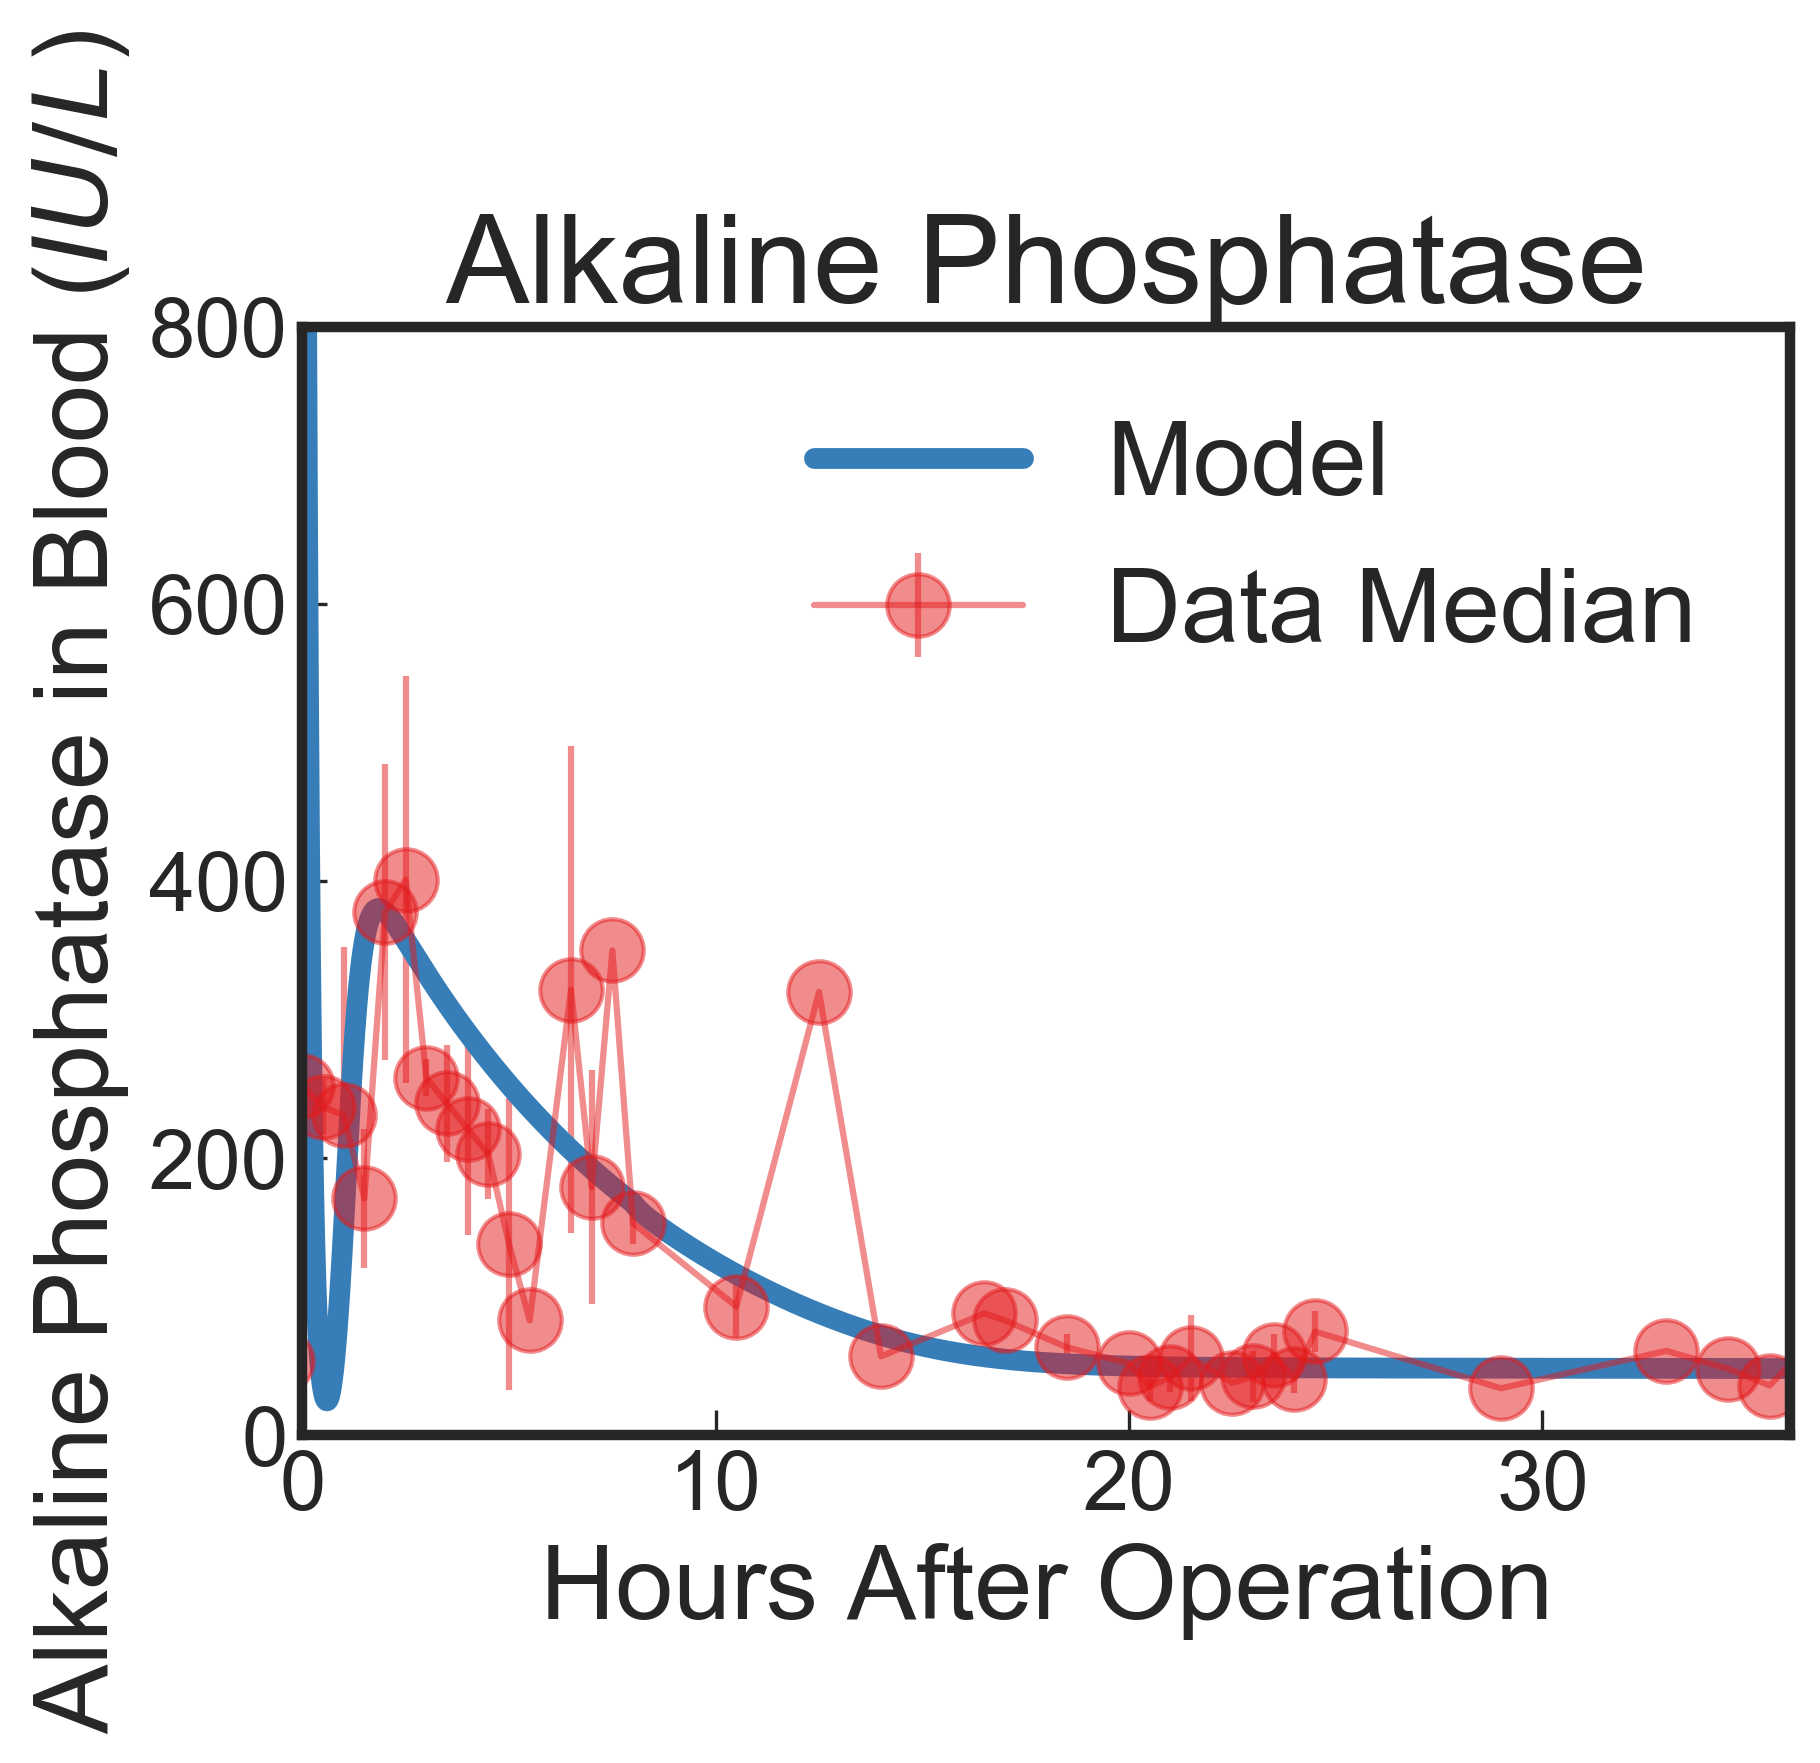 Alkaline Phosphatase
Alkaline Phosphatase in Blood (IU/L)
800
600
400
200
0
Model
Data Median
0 10 20 30
Hours After Operation